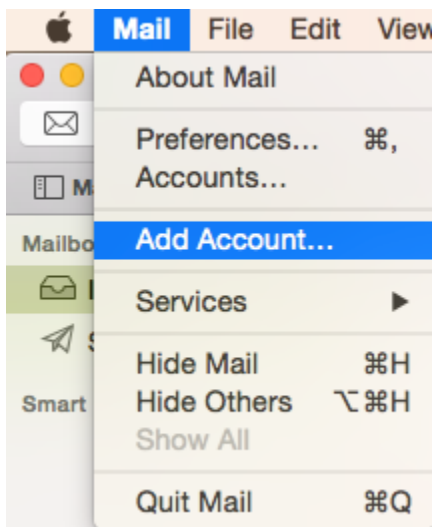 Mail File Edit View
About Mail
Preferences... ⌘,
Accounts...
Add Account...
Services ▶
Hide Mail ⌘H
Hide Others ⌥⌘H
Show All
Quit Mail ⌘Q
Smart